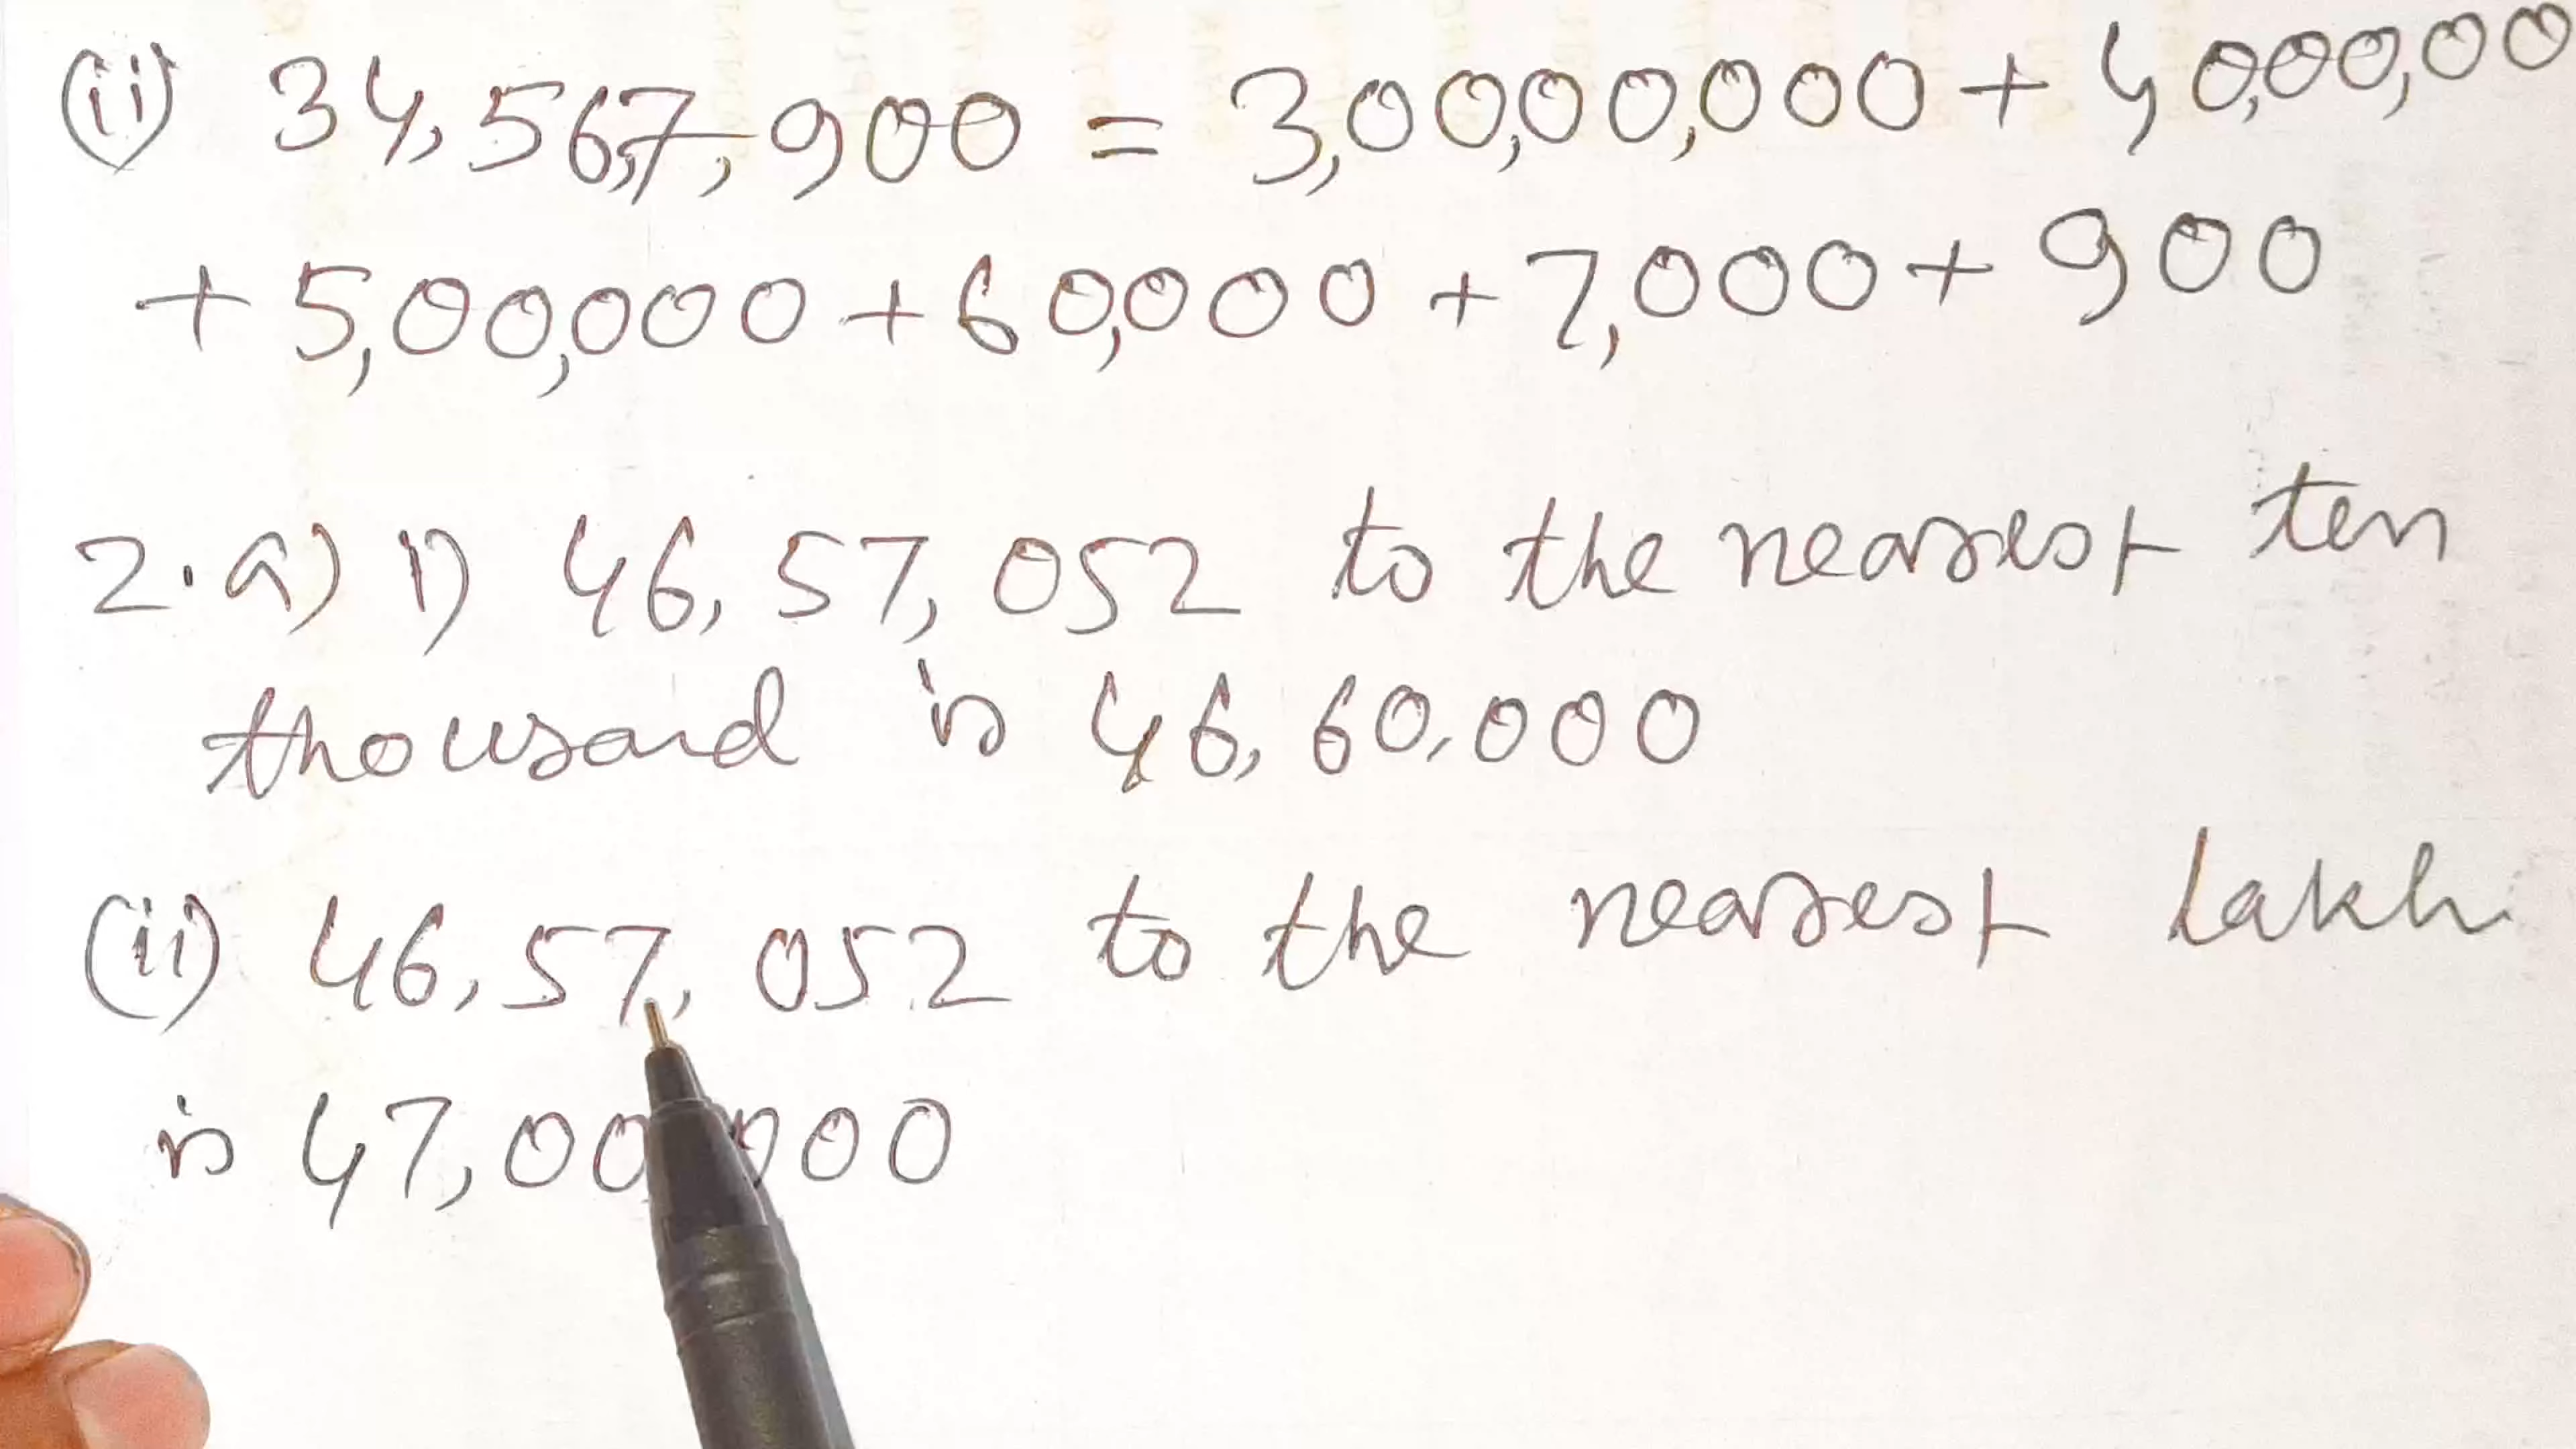 (ii) 34,567,900 = 3,00,00,000 + 40,00,00
+ 5,00,000 + 60,000 + 7,000 + 900
2. a) i) 46,57,052 to the nearest ten
thousand is 46,60,000
(ii) 46,57,052 to the nearest lakh
is 47,00,000